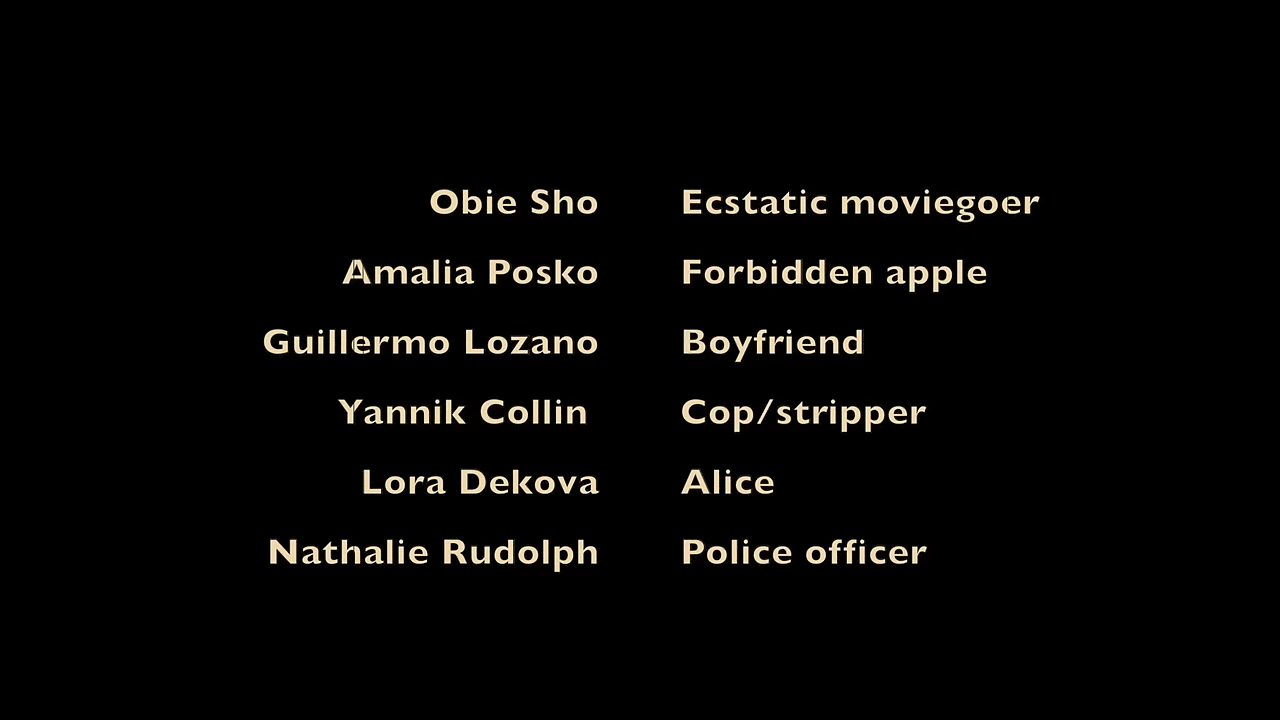 Obie Sho Ecstatic moviegoer
Amalia Posko Forbidden apple
Guillermo Lozano Boyfriend
Yannik Collin Cop/stripper
Lora Dekova Alice
Nathalie Rudolph Police officer